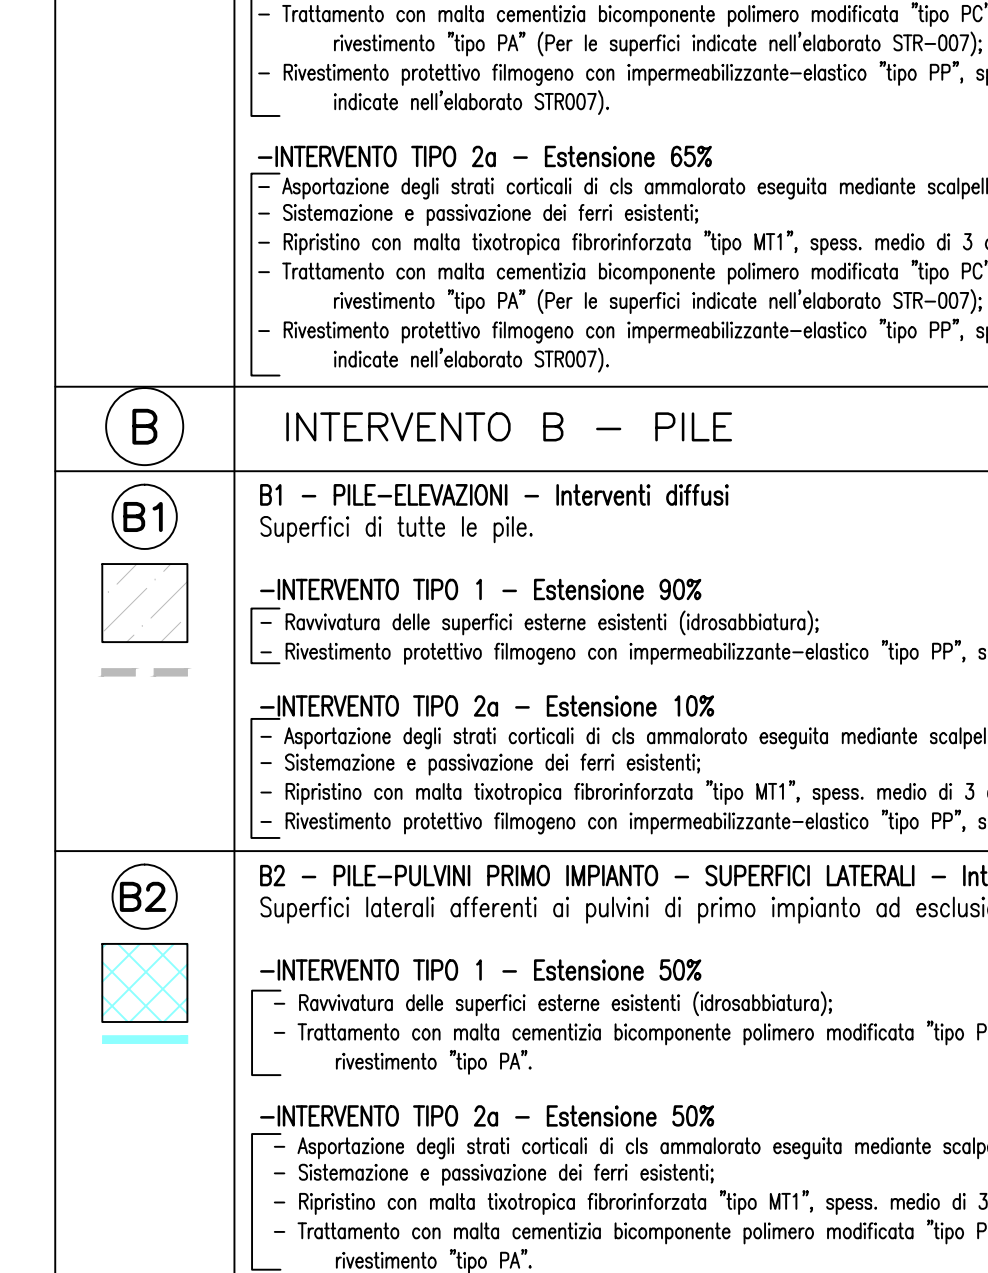 – Trattamento con malta cementizia bicomponente polimero modificata "tipo PC"
rivestimento "tipo PA" (Per le superfici indicate nell'elaborato STR–007);
– Rivestimento protettivo filmogeno con impermeabilizzante–elastico "tipo PP",
indicate nell'elaborato STR007).
–INTERVENTO TIPO 2a – Estensione 65%
– Asportazione degli strati corticali di cls ammalorato eseguita mediante
– Sistemazione e passivazione dei ferri esistenti;
– Ripristino con malta tixotropica fibrorinforzata "tipo MT1", spess. medio di 3
– Trattamento con malta cementizia bicomponente polimero modificata "tipo PC"
rivestimento "tipo PA" (Per le superfici indicate nell'elaborato STR–007);
– Rivestimento protettivo filmogeno con impermeabilizzante–elastico "tipo PP",
indicate nell'elaborato STR007).
B INTERVENTO B – PILE
B1
B1 – PILE–ELEVAZIONI – Interventi diffusi
Superfici di tutte le pile.
–INTERVENTO TIPO 1 – Estensione 90%
– Ravvivatura delle superfici esterne esistenti (idrosabbiatura);
– Rivestimento protettivo filmogeno con impermeabilizzante–elastico "tipo PP",
–INTERVENTO TIPO 2a – Estensione 10%
– Asportazione degli strati corticali di cls ammalorato eseguita mediante
– Sistemazione e passivazione dei ferri esistenti;
– Ripristino con malta tixotropica fibrorinforzata "tipo MT1", spess. medio di 3
– Rivestimento protettivo filmogeno con impermeabilizzante–elastico "tipo PP",
B2
B2 – PILE–PULVINI PRIMO IMPIANTO – SUPERFICI LATERALI –
Superfici laterali afferenti ai pulvini di primo impianto ad
–INTERVENTO TIPO 1 – Estensione 50%
– Ravvivatura delle superfici esterne esistenti (idrosabbiatura);
– Trattamento con malta cementizia bicomponente polimero modificata "tipo
rivestimento "tipo PA".
–INTERVENTO TIPO 2a – Estensione 50%
– Asportazione degli strati corticali di cls ammalorato eseguita mediante
– Sistemazione e passivazione dei ferri esistenti;
– Ripristino con malta tixotropica fibrorinforzata "tipo MT1", spess. medio di 3
– Trattamento con malta cementizia bicomponente polimero modificata "tipo
rivestimento "tipo PA".